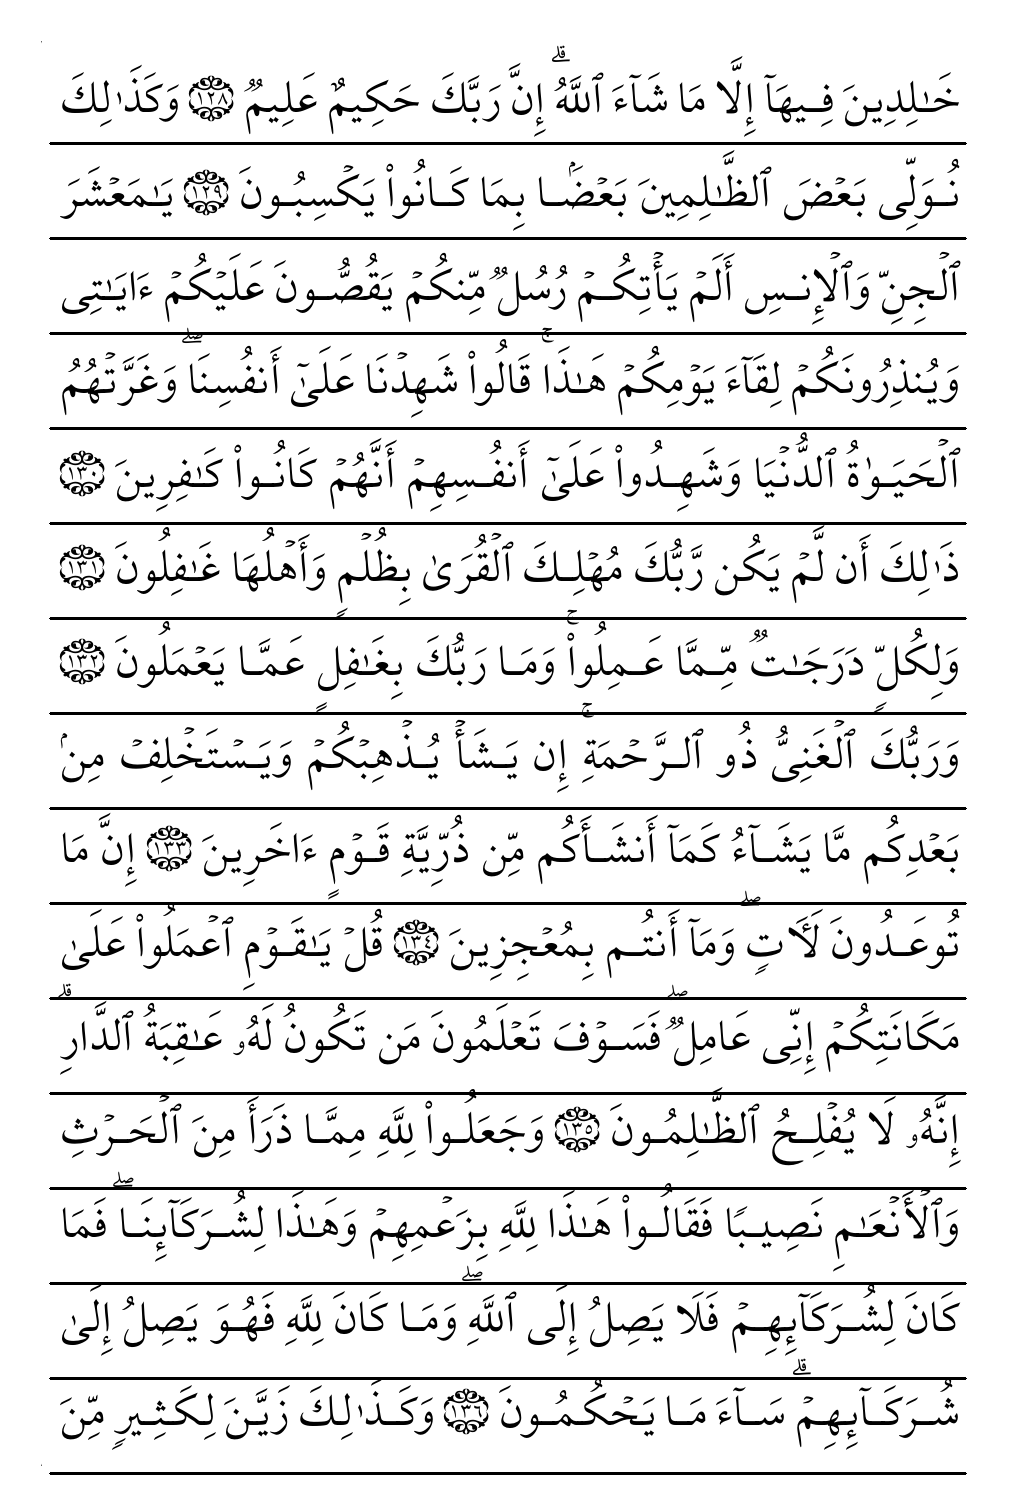 خَٰلِدِينَ فِيهَآ إِلَّا مَا شَآءَ ٱللَّهُۗ إِنَّ رَبَّكَ حَكِيمٌ عَلِيمٞ ١٢٨ وَكَذَٰلِكَ
نُوَلِّي بَعۡضَ ٱلظَّٰلِمِينَ بَعۡضَۢا بِمَا كَانُواْ يَكۡسِبُونَ ١٢٩ يَٰمَعۡشَرَ
ٱلۡجِنِّ وَٱلۡإِنسِ أَلَمۡ يَأۡتِكُمۡ رُسُلٞ مِّنكُمۡ يَقُصُّونَ عَلَيۡكُمۡ ءَايَٰتِي
وَيُنذِرُونَكُمۡ لِقَآءَ يَوۡمِكُمۡ هَٰذَاۚ قَالُواْ شَهِدۡنَا عَلَىٰٓ أَنفُسِنَاۖ وَغَرَّتۡهُمُ
ٱلۡحَيَوٰةُ ٱلدُّنۡيَا وَشَهِدُواْ عَلَىٰٓ أَنفُسِهِمۡ أَنَّهُمۡ كَانُواْ كَٰفِرِينَ ١٣٠
ذَٰلِكَ أَن لَّمۡ يَكُن رَّبُّكَ مُهۡلِكَ ٱلۡقُرَىٰ بِظُلۡمٖ وَأَهۡلُهَا غَٰفِلُونَ ١٣١
وَلِكُلّٖ دَرَجَٰتٞ مِّمَّا عَمِلُواْۚ وَمَا رَبُّكَ بِغَٰفِلٍ عَمَّا يَعۡمَلُونَ ١٣٢
وَرَبُّكَ ٱلۡغَنِيُّ ذُو ٱلرَّحۡمَةِۚ إِن يَشَأۡ يُذۡهِبۡكُمۡ وَيَسۡتَخۡلِفۡ مِنۢ
بَعۡدِكُم مَّا يَشَآءُ كَمَآ أَنشَأَكُم مِّن ذُرِّيَّةِ قَوۡمٍ ءَاخَرِينَ ١٣٣ إِنَّ مَا
تُوعَدُونَ لَأٓتٖۖ وَمَآ أَنتُم بِمُعۡجِزِينَ ١٣٤ قُلۡ يَٰقَوۡمِ ٱعۡمَلُواْ عَلَىٰ
مَكَانَتِكُمۡ إِنِّي عَامِلٞۖ فَسَوۡفَ تَعۡلَمُونَ مَن تَكُونُ لَهُۥ عَٰقِبَةُ ٱلدَّارِۗ
إِنَّهُۥ لَا يُفۡلِحُ ٱلظَّٰلِمُونَ ١٣٥ وَجَعَلُواْ لِلَّهِ مِمَّا ذَرَأَ مِنَ ٱلۡحَرۡثِ
وَٱلۡأَنۡعَٰمِ نَصِيبٗا فَقَالُواْ هَٰذَا لِلَّهِ بِزَعۡمِهِمۡ وَهَٰذَا لِشُرَكَآئِنَاۖ فَمَا
كَانَ لِشُرَكَآئِهِمۡ فَلَا يَصِلُ إِلَى ٱللَّهِۖ وَمَا كَانَ لِلَّهِ فَهُوَ يَصِلُ إِلَىٰ
شُرَكَآئِهِمۡۗ سَآءَ مَا يَحۡكُمُونَ ١٣٦ وَكَذَٰلِكَ زَيَّنَ لِكَثِيرٖ مِّنَ